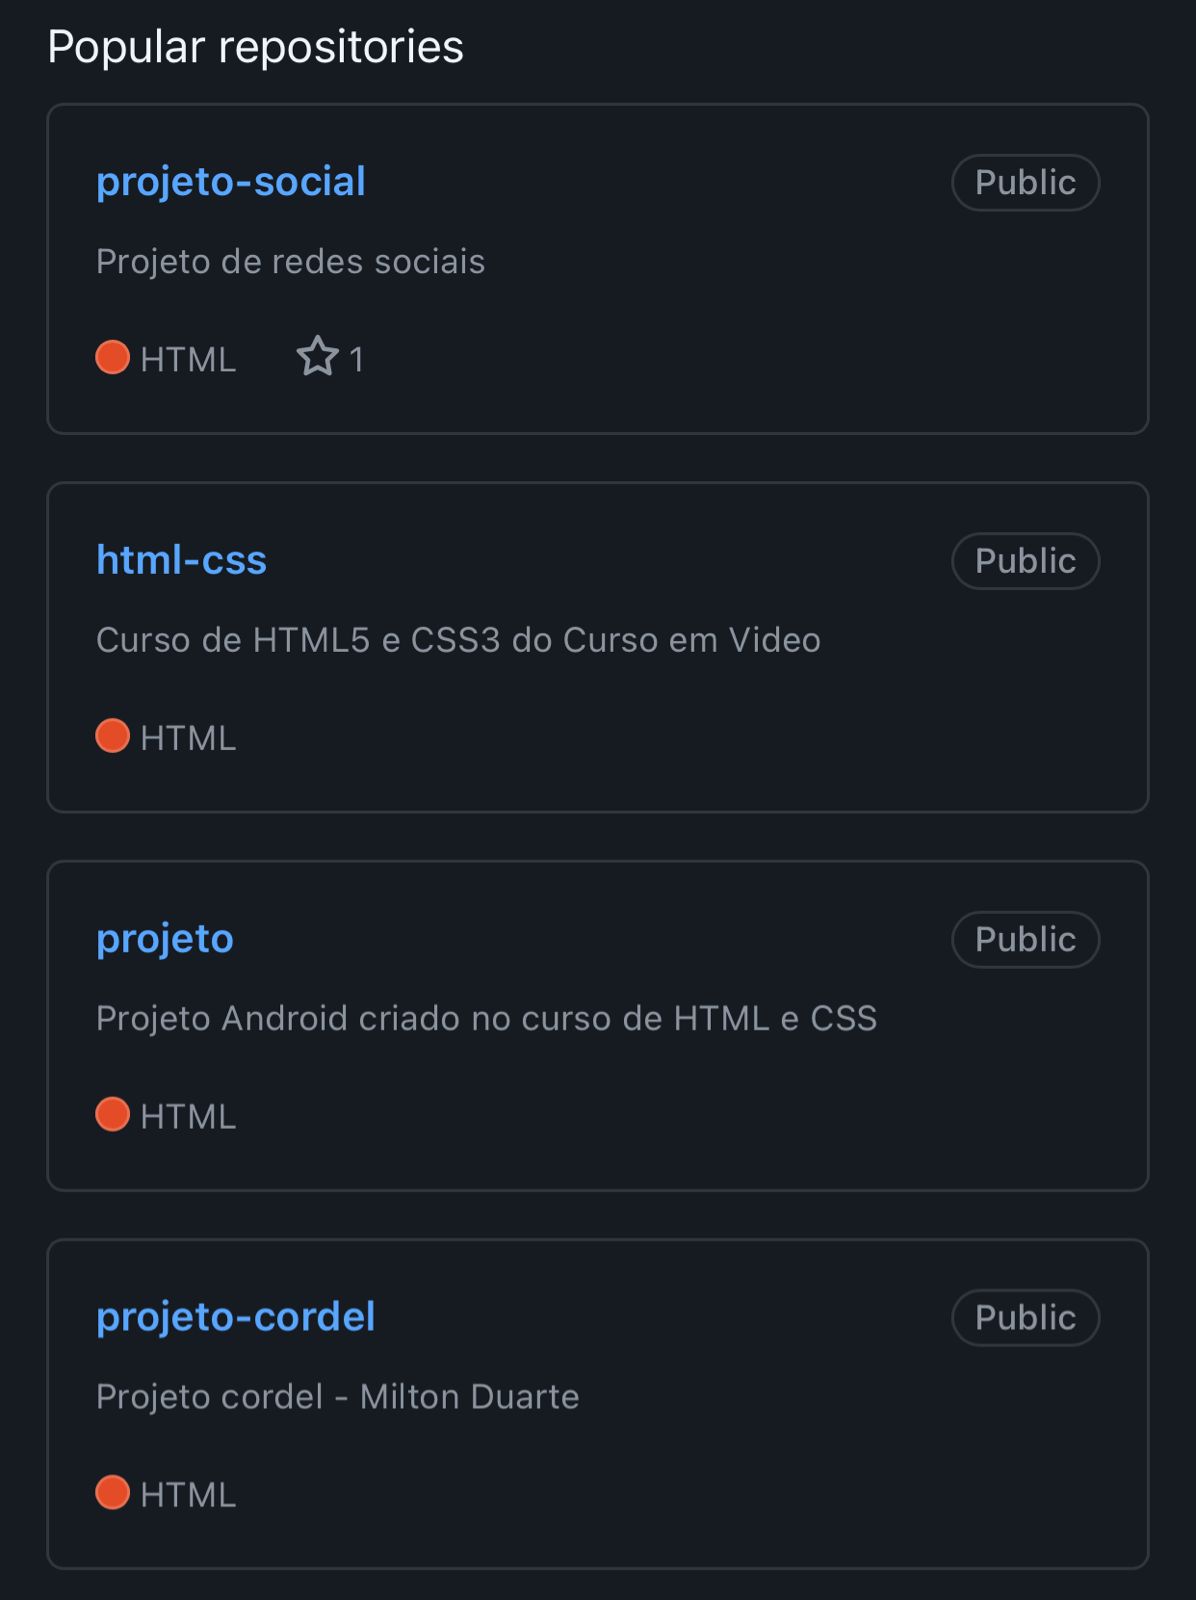 Popular repositories
projeto-social Public
Projeto de redes sociais
HTML 1
html-css Public
Curso de HTML5 e CSS3 do Curso em Video
HTML
projeto Public
Projeto Android criado no curso de HTML e CSS
HTML
projeto-cordel Public
Projeto cordel - Milton Duarte
HTML